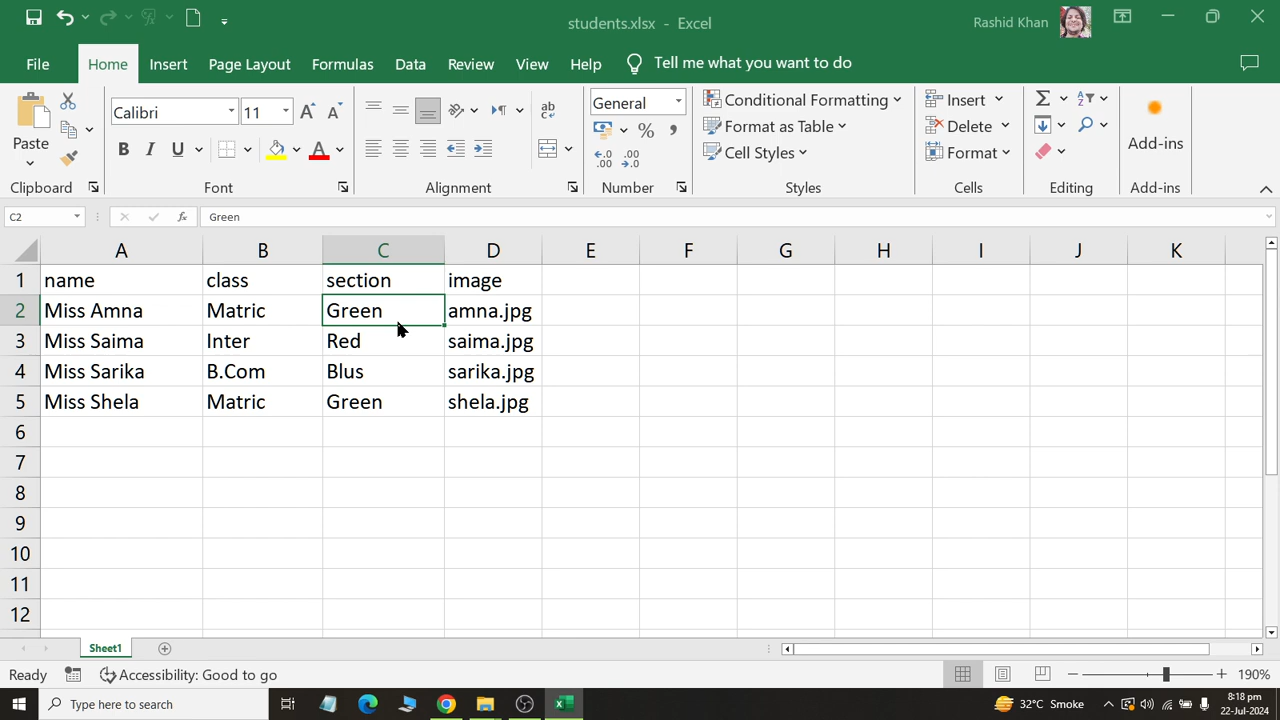 students.xlsx - Excel
Rashid Khan
File Home Insert Page Layout Formulas Data Review View Help Tell me what you want to do
Paste
Clipboard
Calibri 11
B I U A
Font
ab
Alignment
General
%
Number
Conditional Formatting
Format as Table
Cell Styles
Styles
Insert
Delete
Format
Cells
Editing
Add-ins
Add-ins
C2 fx Green
A B C D E F G H I J K
1 name class section image
2 Miss Amna Matric Green amna.jpg
3 Miss Saima Inter Red saima.jpg
4 Miss Sarika B.Com Blus sarika.jpg
5 Miss Shela Matric Green shela.jpg
6
7
8
9
10
11
12
Sheet1
Ready Accessibility: Good to go 190%
Type here to search 32°C Smoke 8:18 pm
22-Jul-2024